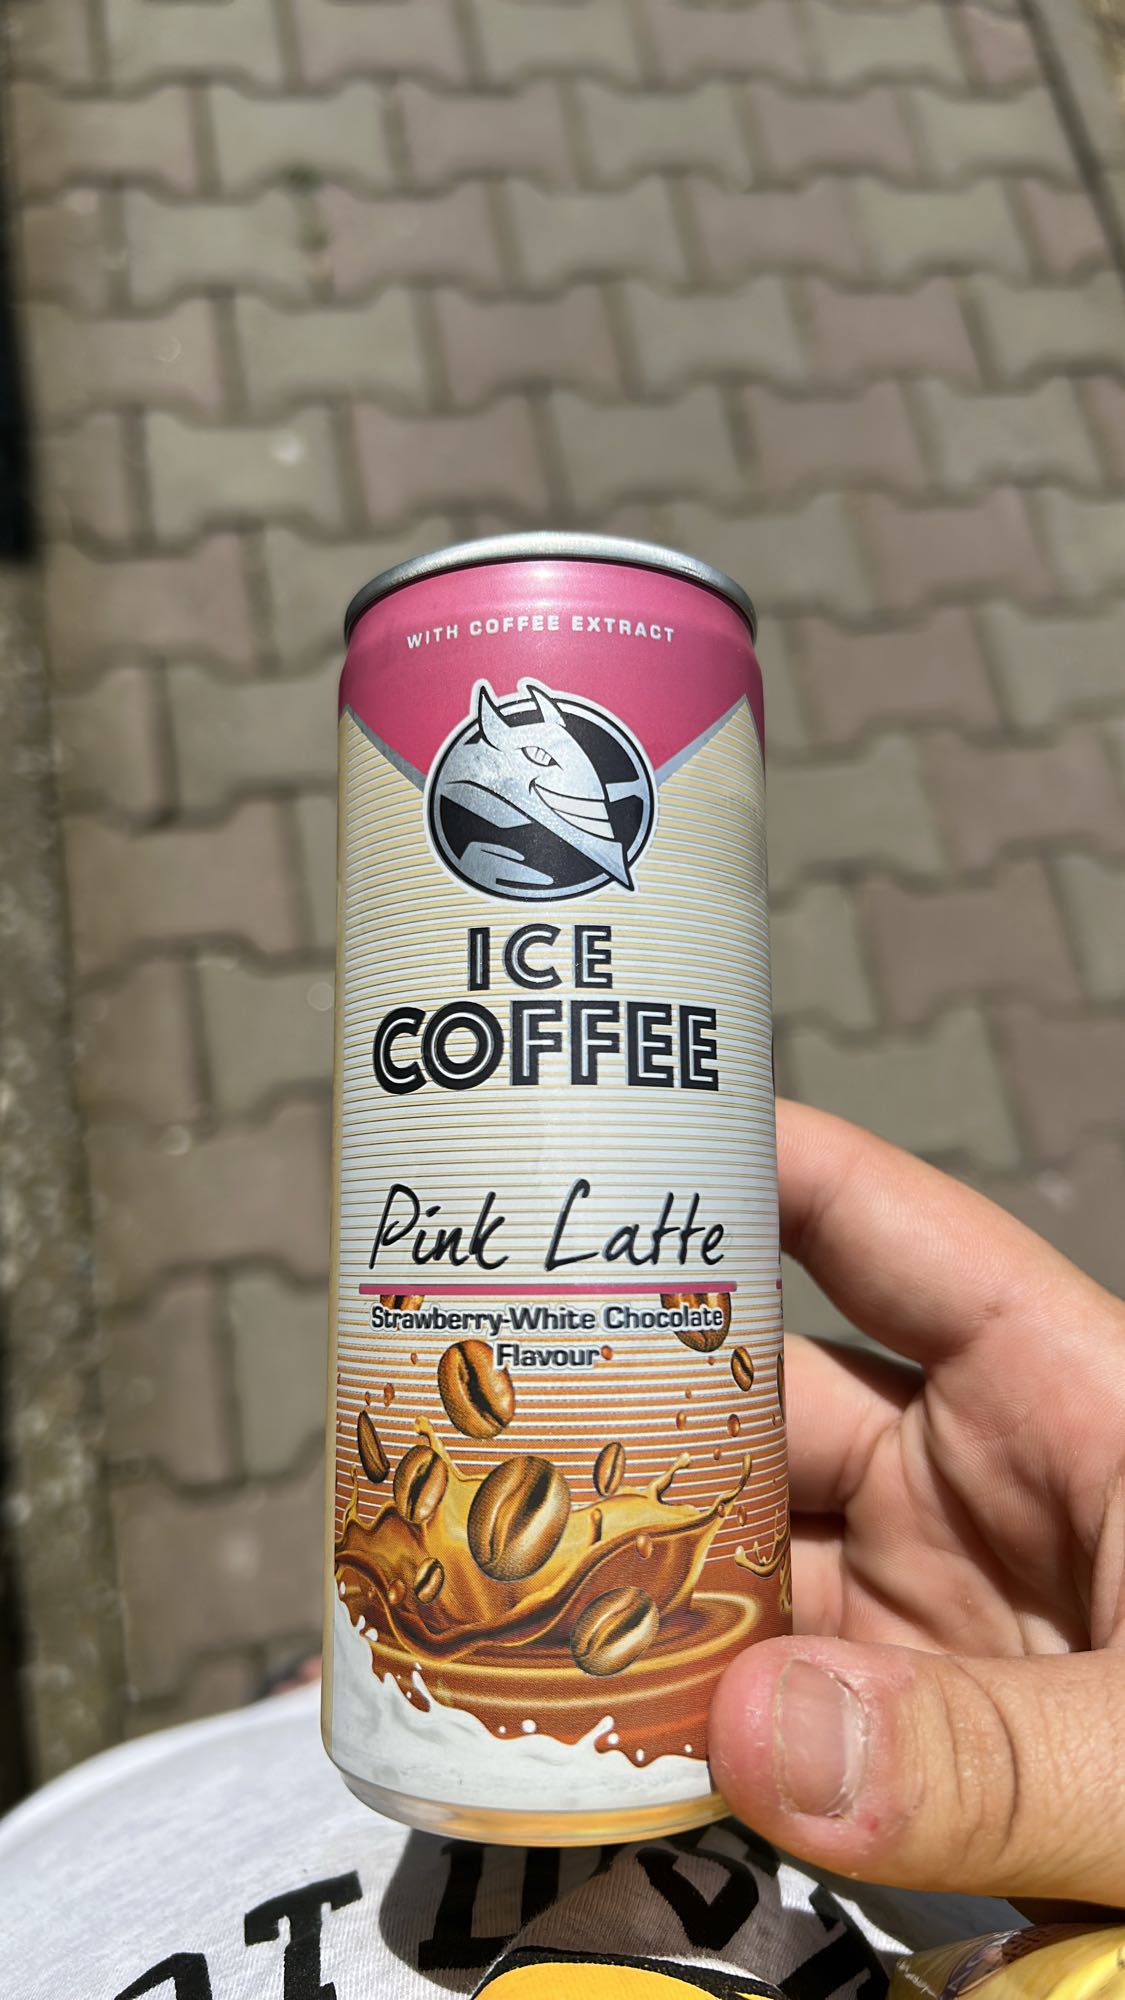 WITH COFFEE EXTRACT
ICE
COFFEE
Pink Latte
Strawberry-White Chocolate
Flavour